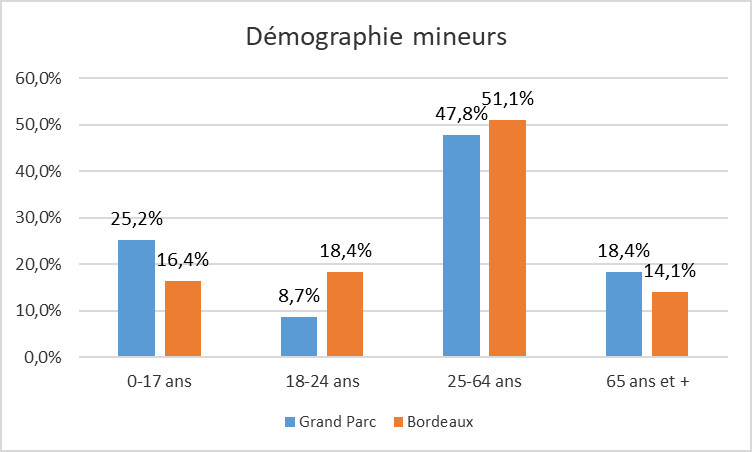 Démographie mineurs
60,0%
50,0%
40,0%
30,0%
20,0%
10,0%
0,0%
25,2%
16,4%
8,7%
18,4%
47,8%
51,1%
18,4%
14,1%
0-17 ans
18-24 ans
25-64 ans
65 ans et +
Grand Parc
Bordeaux